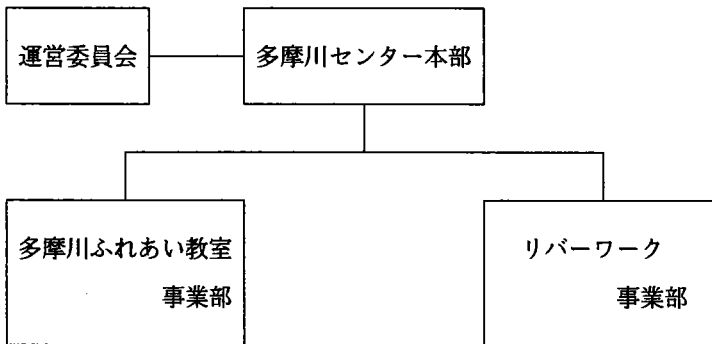 運営委員会
多摩川センター本部
多摩川ふれあい教室
事業部
リバーワーク
事業部